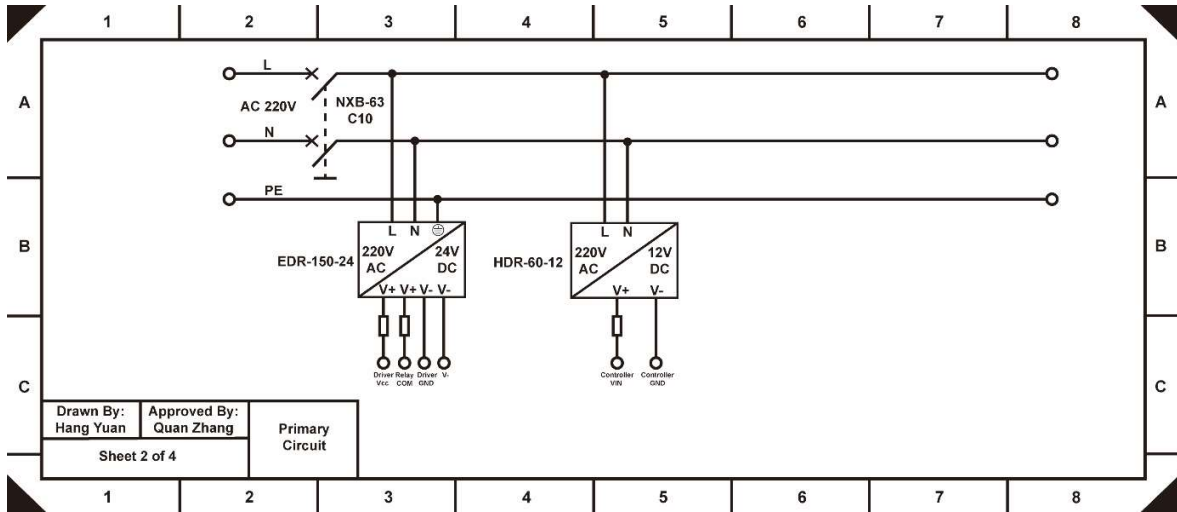 1 2 3 4 5 6 7 8
L
A A
AC 220V NXB-63
C10
N
PE
B B
EDR-150-24
L N
220V
AC
24V
DC
V+ V+ V- V-
HDR-60-12
L N
220V
AC
12V
DC
V+ V-
Driver
Vcc
Relay
COM
Driver
GND
V-
Controller
VIN
Controller
GND
C C
Drawn By:
Hang Yuan
Approved By:
Quan Zhang
Primary
Circuit
Sheet 2 of 4
1 2 3 4 5 6 7 8